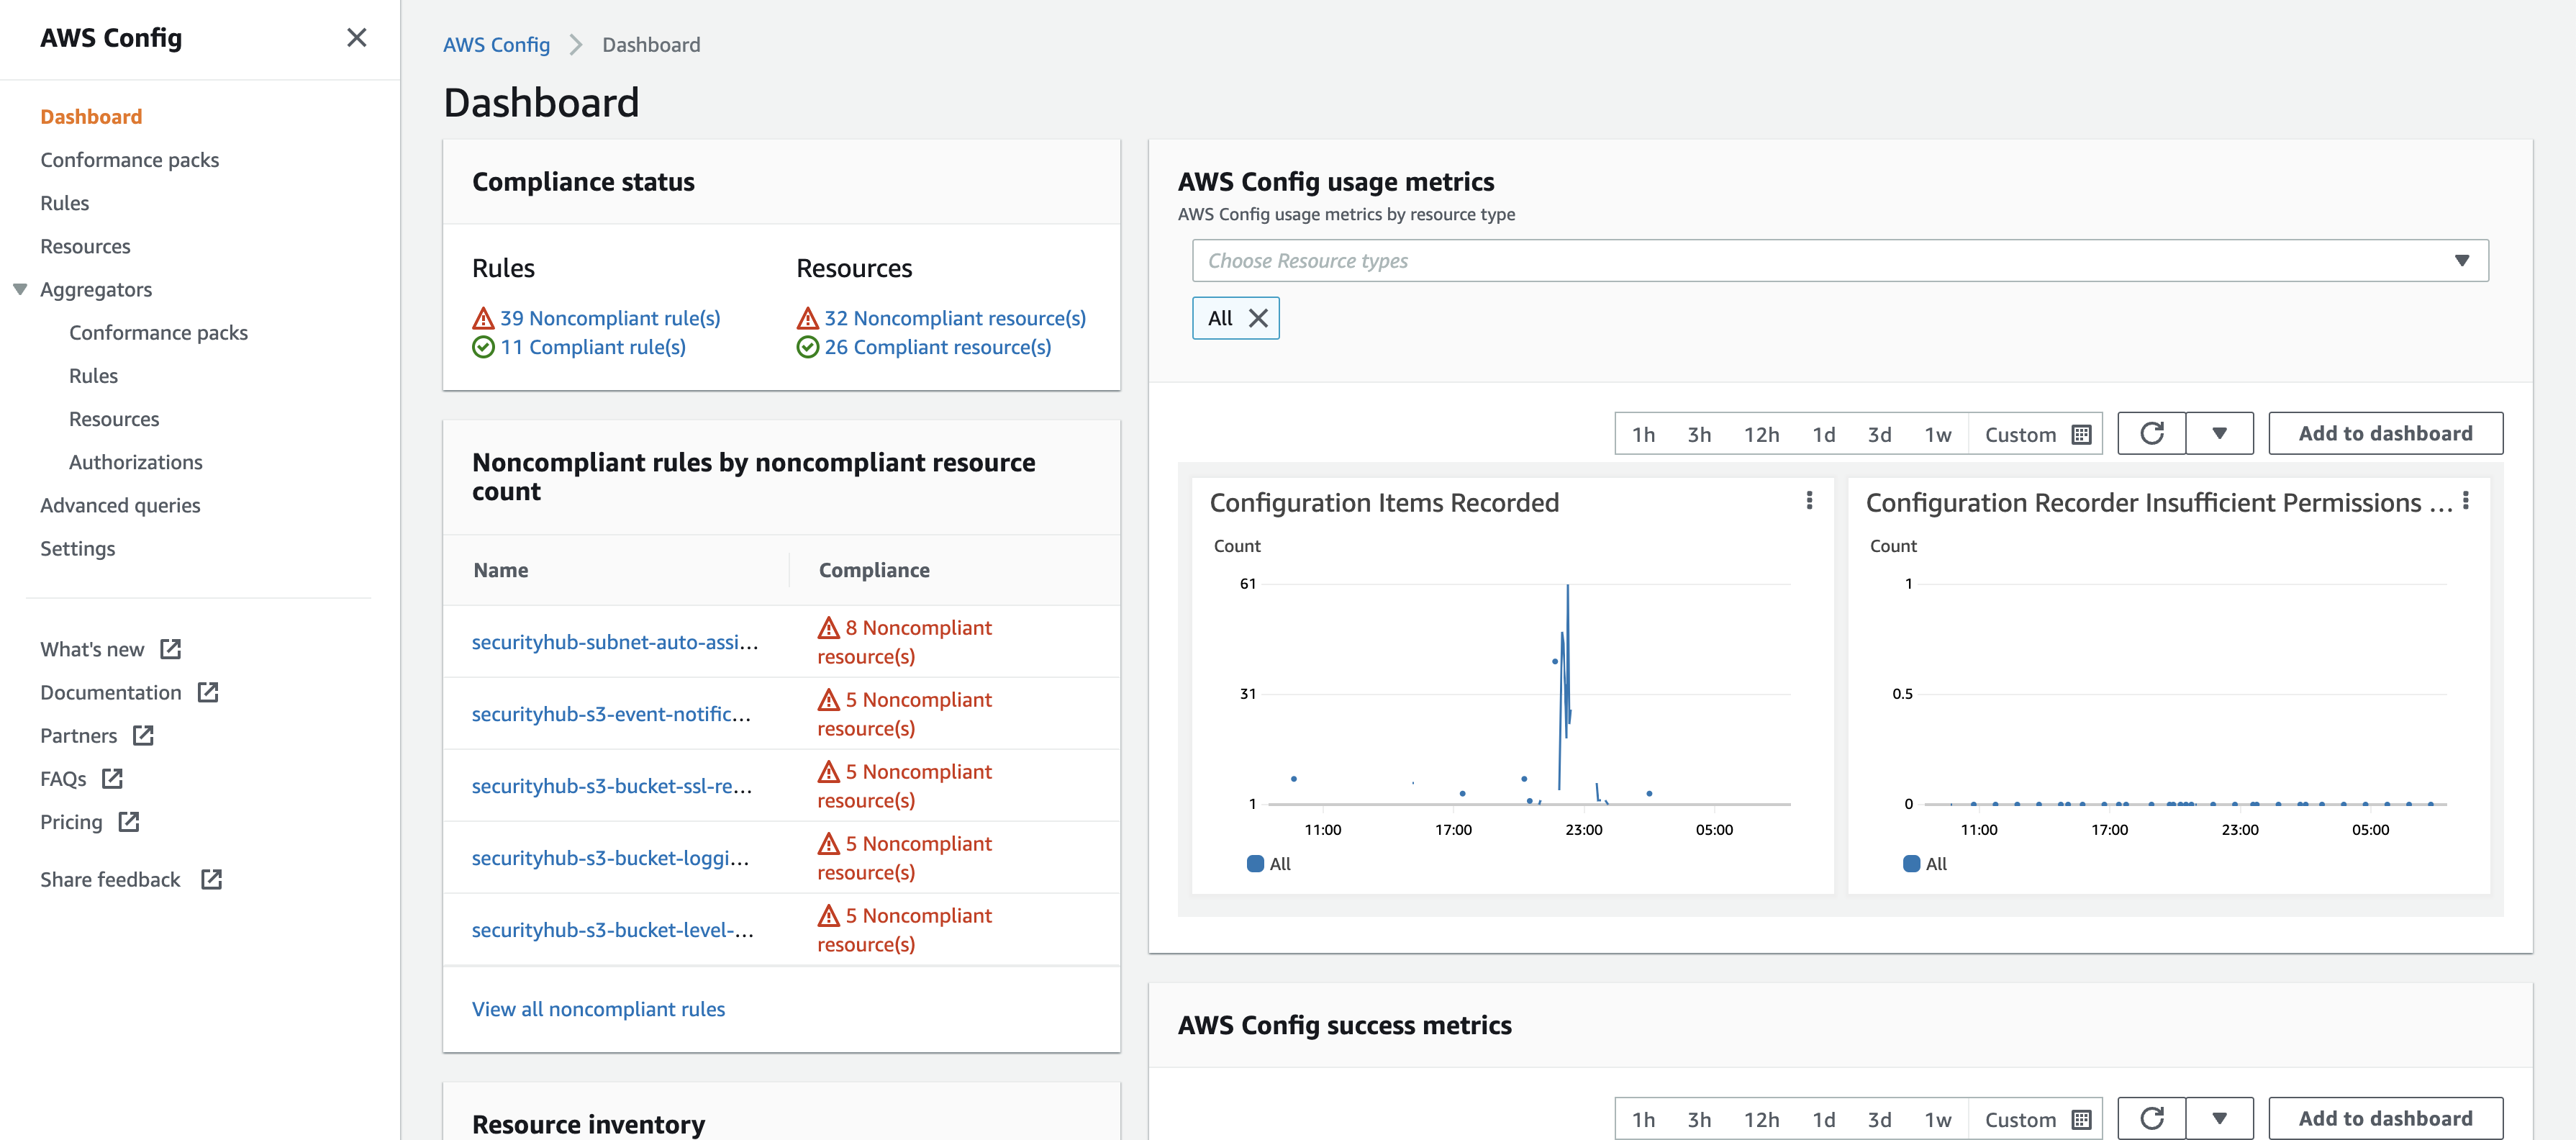 AWS Config
Dashboard
Conformance packs
Rules
Resources
Aggregators
Conformance packs
Rules
Resources
Authorizations
Advanced queries
Settings
What's new
Documentation
Partners
FAQs
Pricing
Share feedback
AWS Config > Dashboard
Dashboard
Compliance status
Rules
39 Noncompliant rule(s)
11 Compliant rule(s)
Resources
32 Noncompliant resource(s)
26 Compliant resource(s)
Noncompliant rules by noncompliant resource
count
Name Compliance
securityhub-subnet-auto-assi... 8 Noncompliant
resource(s)
securityhub-s3-event-notific... 5 Noncompliant
resource(s)
securityhub-s3-bucket-ssl-re... 5 Noncompliant
resource(s)
securityhub-s3-bucket-loggi... 5 Noncompliant
resource(s)
securityhub-s3-bucket-level-... 5 Noncompliant
resource(s)
View all noncompliant rules
Resource inventory
AWS Config usage metrics
AWS Config usage metrics by resource type
Choose Resource types
All
1h 3h 12h 1d 3d 1w Custom Add to dashboard
Configuration Items Recorded
Count
61
31
1
11:00 17:00 23:00 05:00
All
Configuration Recorder Insufficient Permissions ...
Count
1
0.5
0
11:00 17:00 23:00 05:00
All
AWS Config success metrics
1h 3h 12h 1d 3d 1w Custom Add to dashboard